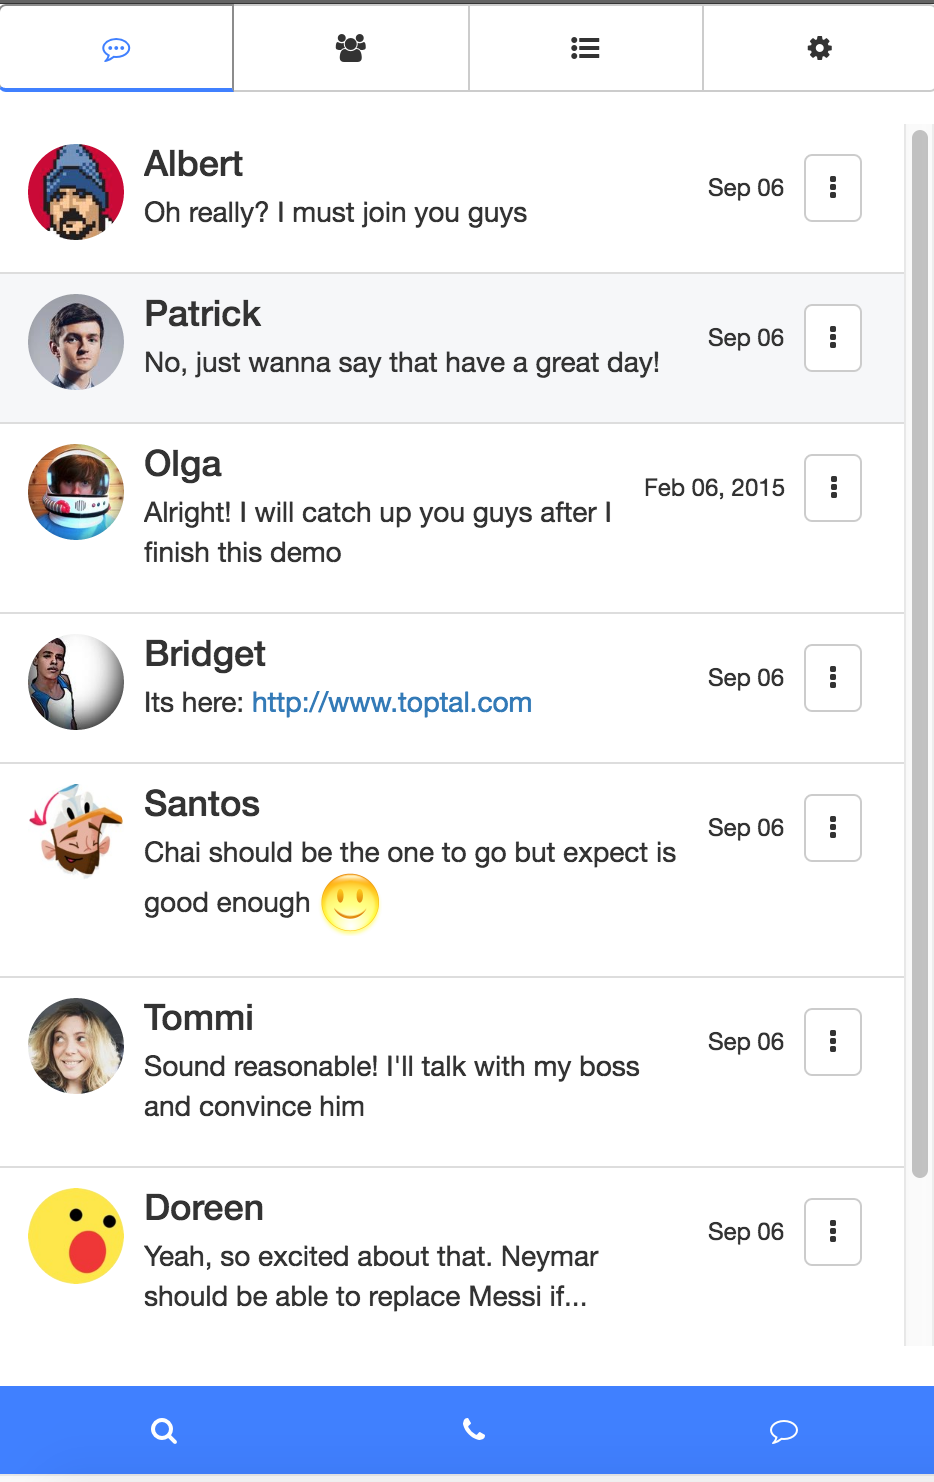 Albert
Sep 06
Oh really? I must join you guys
Patrick
Sep 06
No, just wanna say that have a great day!
Olga
Feb 06, 2015
Alright! I will catch up you guys after I
finish this demo
Bridget
Sep 06
Its here: http://www.toptal.com
Santos
Sep 06
Chai should be the one to go but expect is
good enough
Tommi
Sep 06
Sound reasonable! I'll talk with my boss
and convince him
Doreen
Sep 06
Yeah, so excited about that. Neymar
should be able to replace Messi if...